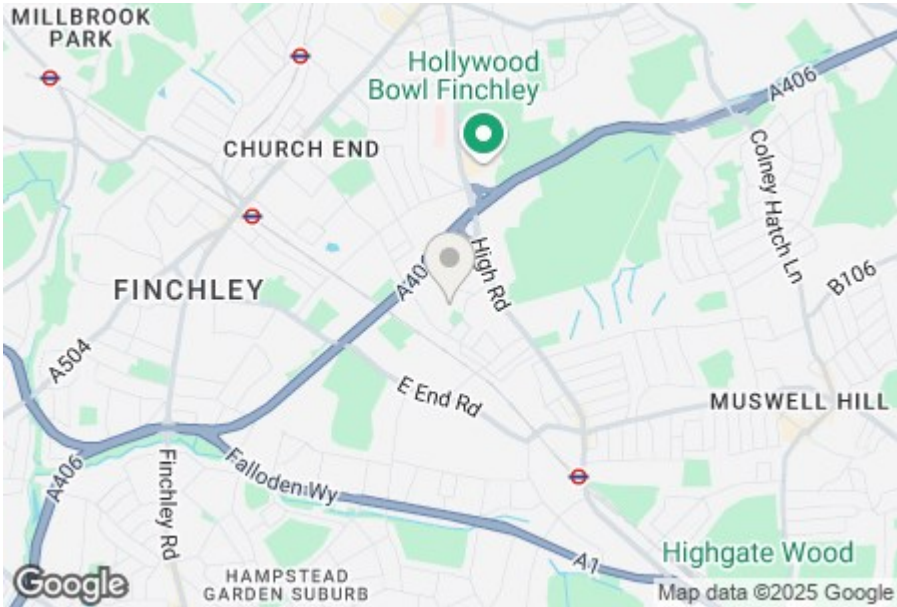 MILLBROOK
PARK
Hollywood
Bowl Finchley
A406
CHURCH END
Colney Hatch Ln
High Rd
A40
B106
FINCHLEY
A504
E End Rd
MUSWELL HILL
A406
Finchley Rd
Falloden Wy
A1
Highgate Wood
HAMPSTEAD
GARDEN SUBURB
Google
Map data ©2025 Google